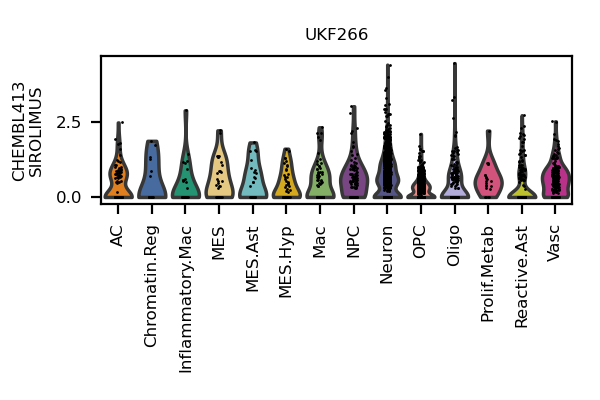 UKF266
CHEMBL413
SIROLIMUS
2.5
0.0
AC
Chromatin.Reg
Inflammatory.Mac
MES
MES.Ast
MES.Hyp
Mac
NPC
Neuron
OPC
Oligo
Prolif.Metab
Reactive.Ast
Vasc